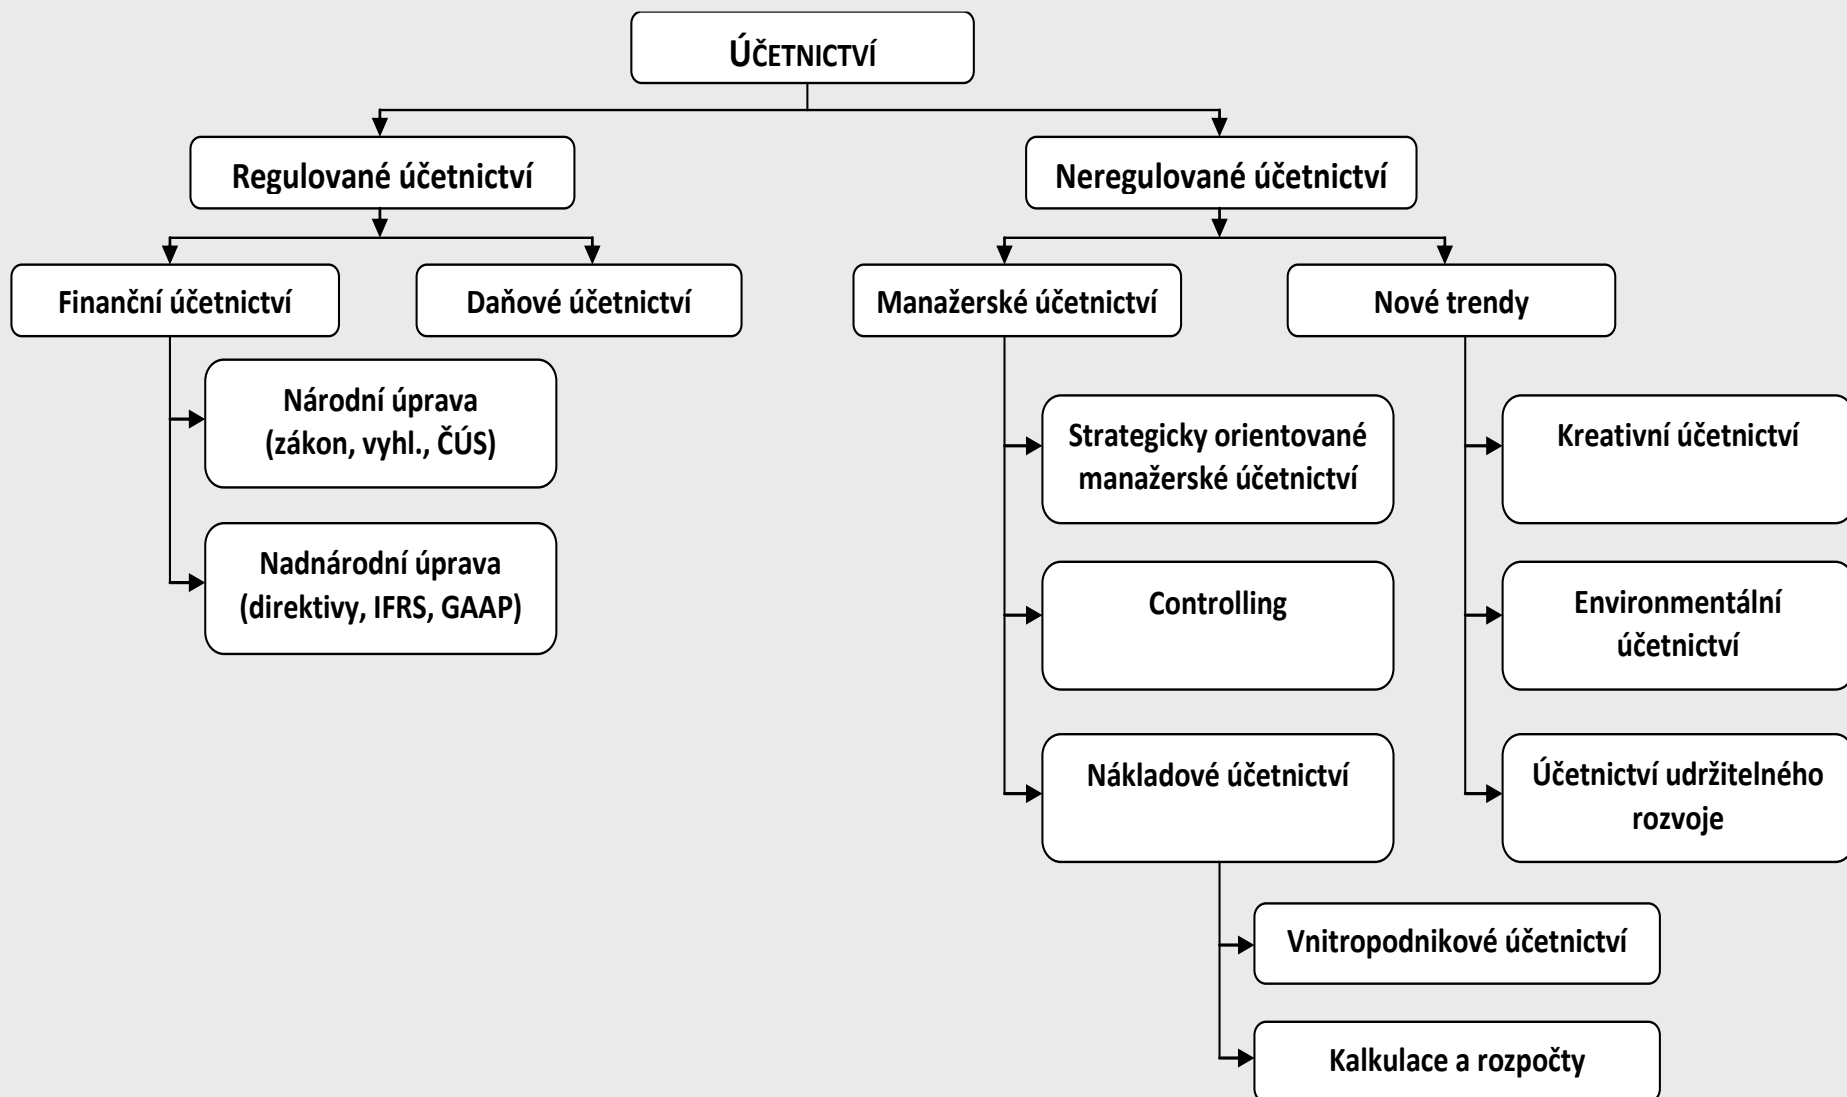 ÚČETNICTVÍ
Regulované účetnictví
Neregulované účetnictví
Finanční účetnictví
Daňové účetnictví
Manažerské účetnictví
Nové trendy
Národní úprava
(zákon, vyhl., ČÚS)
Nadnárodní úprava
(direktivy, IFRS, GAAP)
Strategicky orientované
manažerské účetnictví
Controlling
Nákladové účetnictví
Vnitropodnikové účetnictví
Kalkulace a rozpočty
Kreativní účetnictví
Environmentální
účetnictví
Účetnictví udržitelného
rozvoje